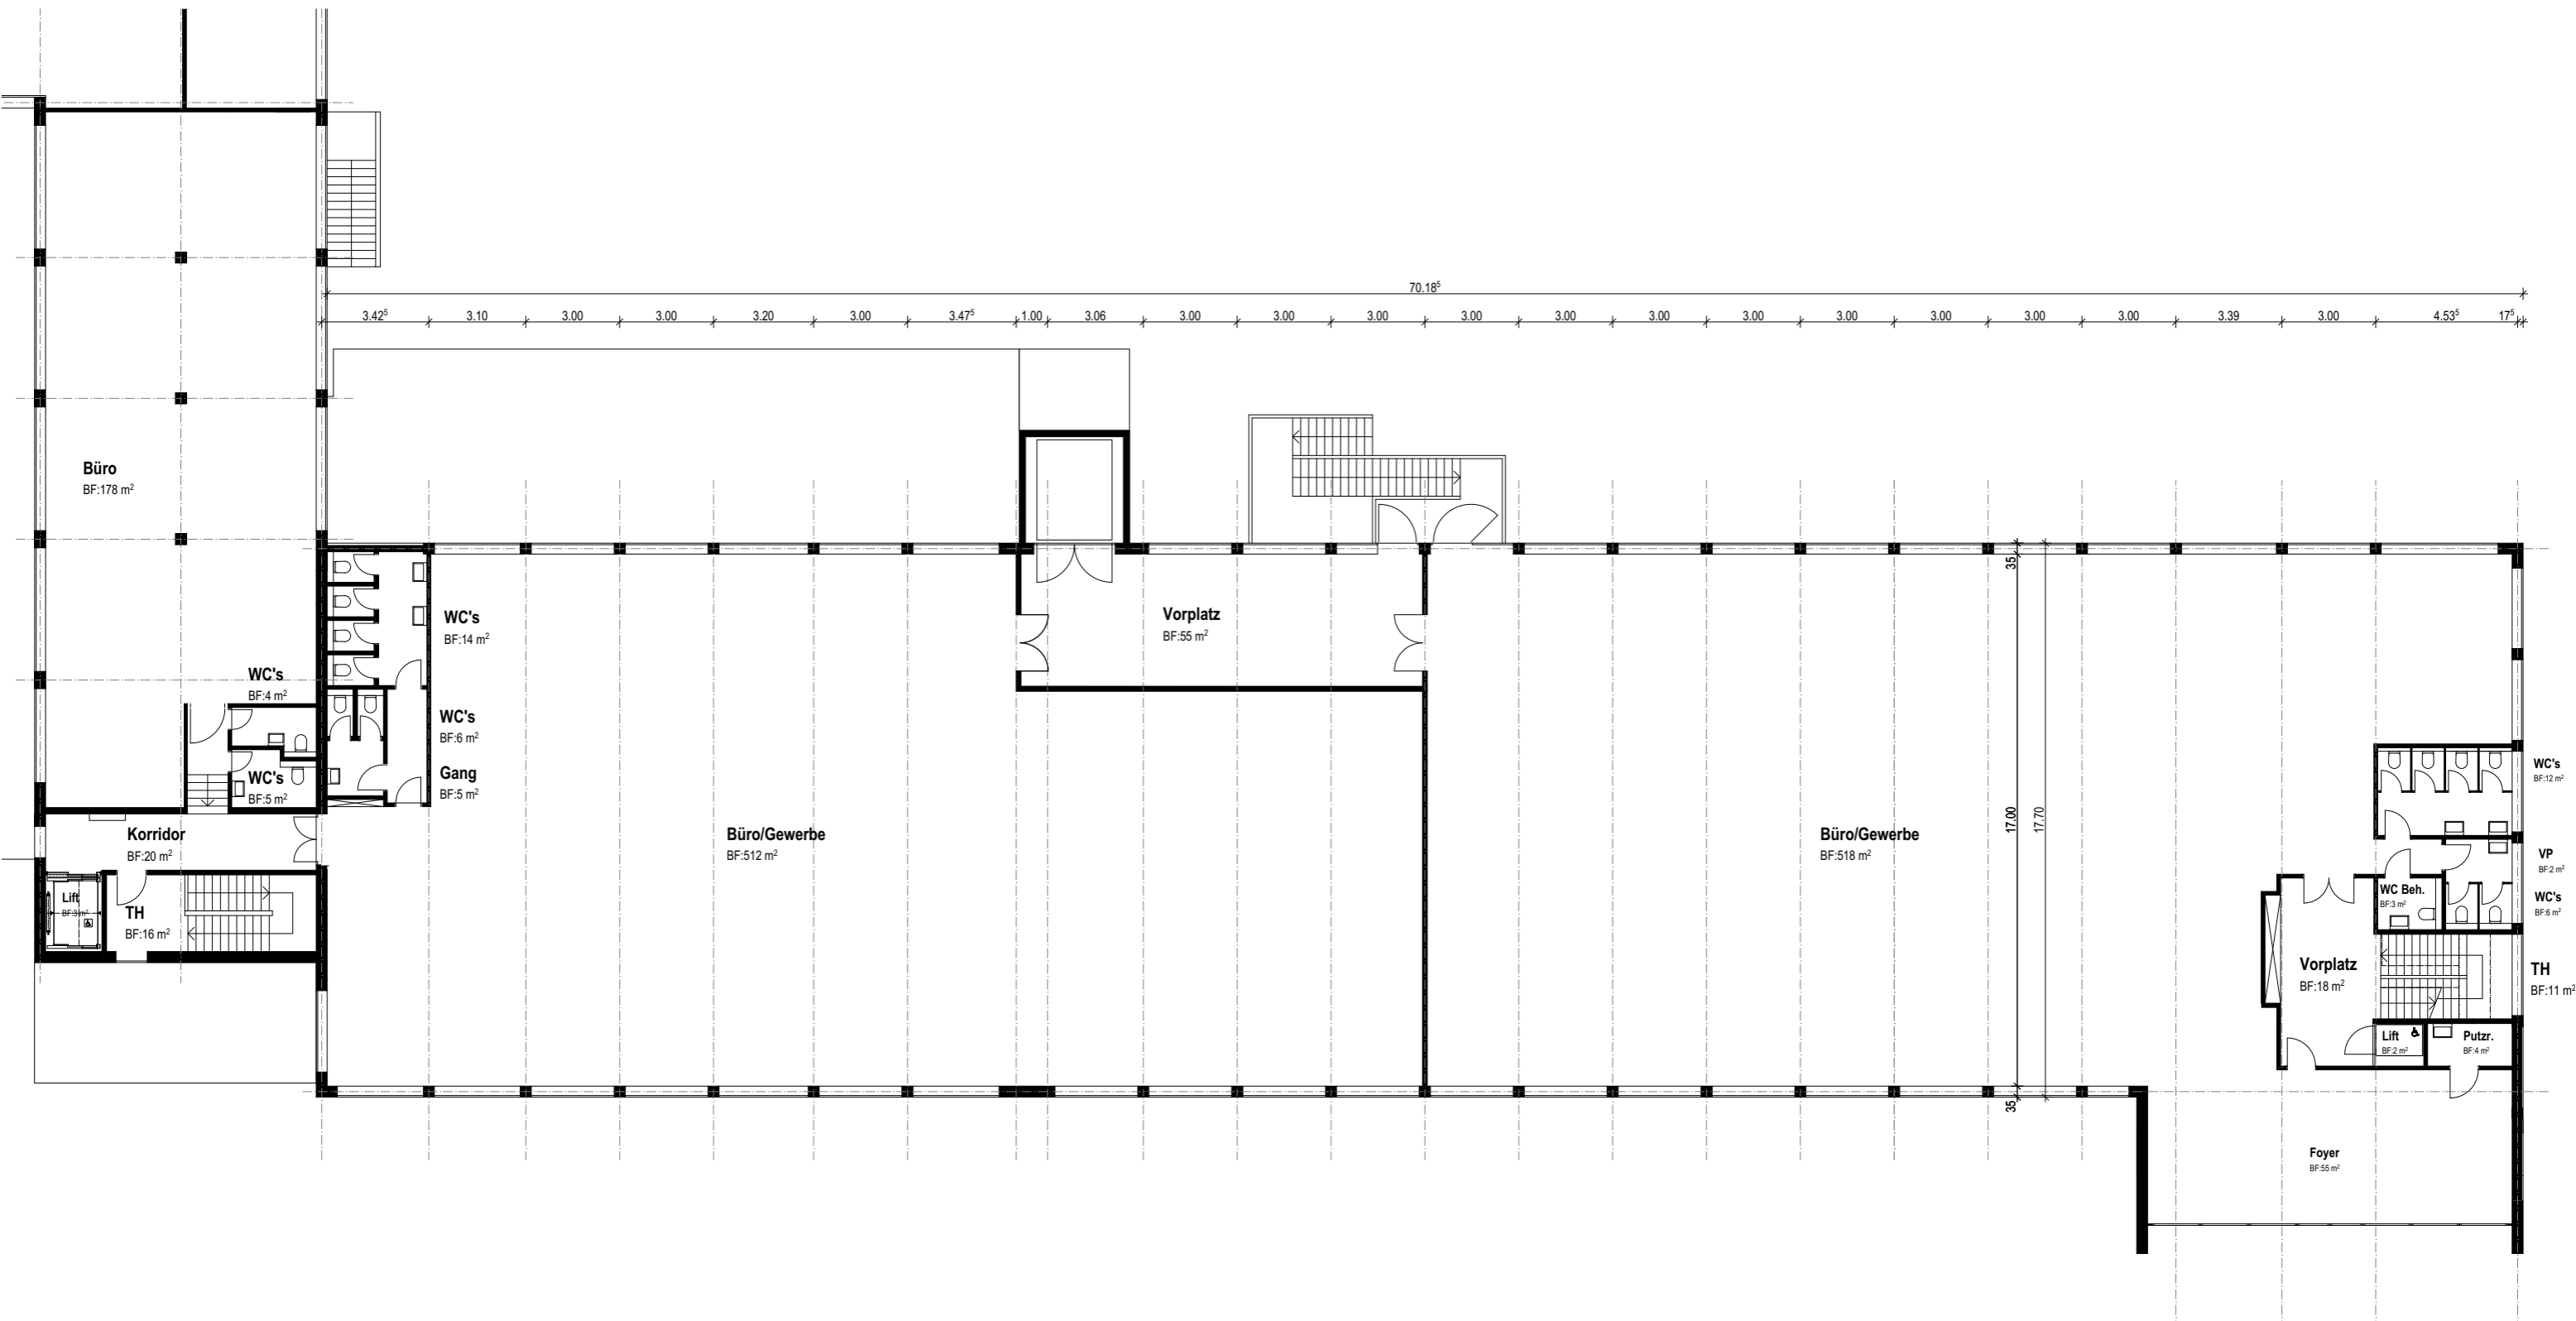 70.18⁵
3.42⁵ 3.10 3.00 3.00 3.20 3.00 3.47⁵ 1.00 3.06 3.00 3.00 3.00 3.00 3.00 3.00 3.00 3.00 3.00 3.00 3.00 3.39 3.00 4.53⁵ 17⁵
Büro
BF:178 m²
WC's
BF:4 m²
WC's
BF:5 m²
Korridor
BF:20 m²
Lift
BF:3 m²
TH
BF:16 m²
WC's
BF:14 m²
WC's
BF:6 m²
Gang
BF:5 m²
Büro/Gewerbe
BF:512 m²
Vorplatz
BF:55 m²
Büro/Gewerbe
BF:518 m²
35
17.00
17.70
35
WC's
BF:12 m²
VP
BF:2 m²
WC Beh.
BF:3 m²
WC's
BF:6 m²
Vorplatz
BF:18 m²
TH
BF:11 m²
Lift
BF:2 m²
Putzr.
BF:4 m²
Foyer
BF:55 m²